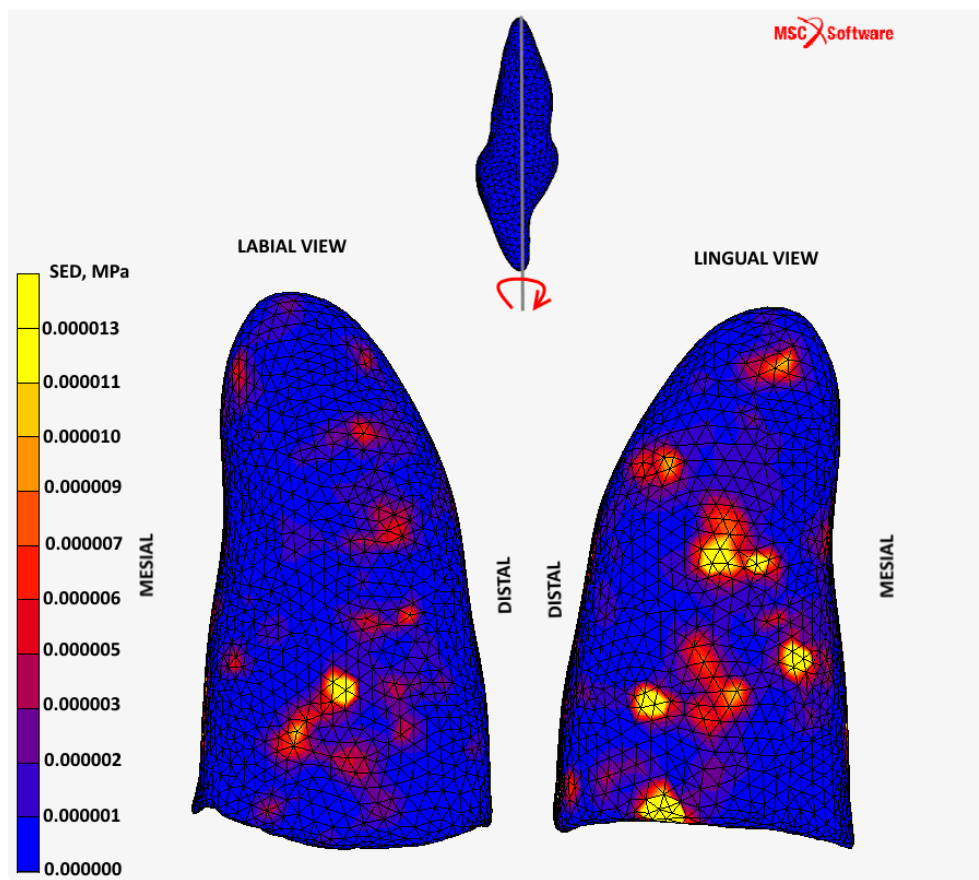 MSC Software
LABIAL VIEW
LINGUAL VIEW
SED, MPa
0.000013
0.000011
0.000010
0.000009
0.000007
0.000006
0.000005
0.000003
0.000002
0.000001
0.000000
MESIAL
DISTAL
DISTAL
MESIAL